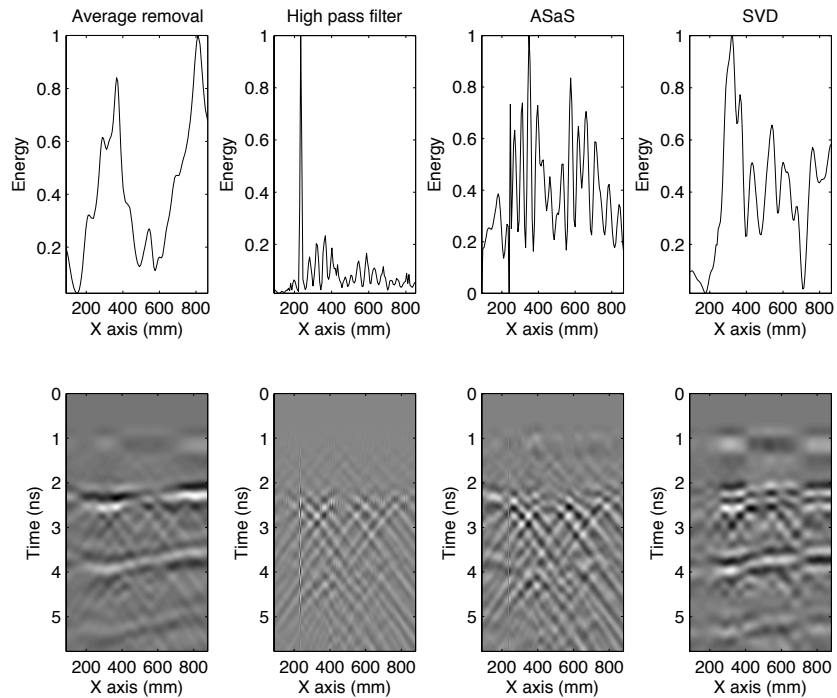 Average removal
High pass filter
ASaS
SVD
1
0.8
0.6
0.4
0.2
Energy
200 400 600 800
X axis (mm)
1
0.8
0.6
0.4
0.2
Energy
200 400 600 800
X axis (mm)
1
0.8
0.6
0.4
0.2
0
Energy
200 400 600 800
X axis (mm)
1
0.8
0.6
0.4
0.2
Energy
200 400 600 800
X axis (mm)
0
1
2
3
4
5
Time (ns)
200 400 600 800
X axis (mm)
0
1
2
3
4
5
Time (ns)
200 400 600 800
X axis (mm)
0
1
2
3
4
5
Time (ns)
200 400 600 800
X axis (mm)
0
1
2
3
4
5
Time (ns)
200 400 600 800
X axis (mm)